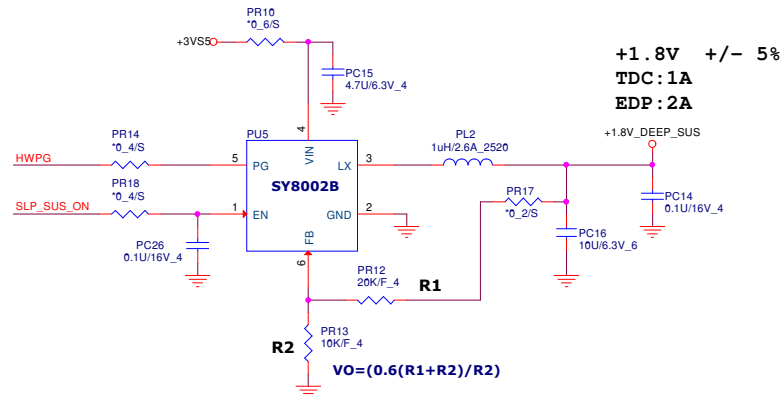 PR10
*0_6/S
+3VS5
PC15
4.7U/6.3V_4
+1.8V +/- 5%
TDC:1A
EDP:2A
+1.8V_DEEP_SUS
PR14
*0_4/S
HWPG
PU5
4
VIN
5
PG
LX
3
PL2
1uH/2.6A_2520
SY8002B
PR18
*0_4/S
SLP_SUS_ON
1
EN
GND
2
FB
6
PR17
*0_2/S
PC14
0.1U/16V_4
PC26
0.1U/16V_4
PC16
10U/6.3V_6
PR12
20K/F_4
R1
PR13
10K/F_4
R2
VO=(0.6(R1+R2)/R2)